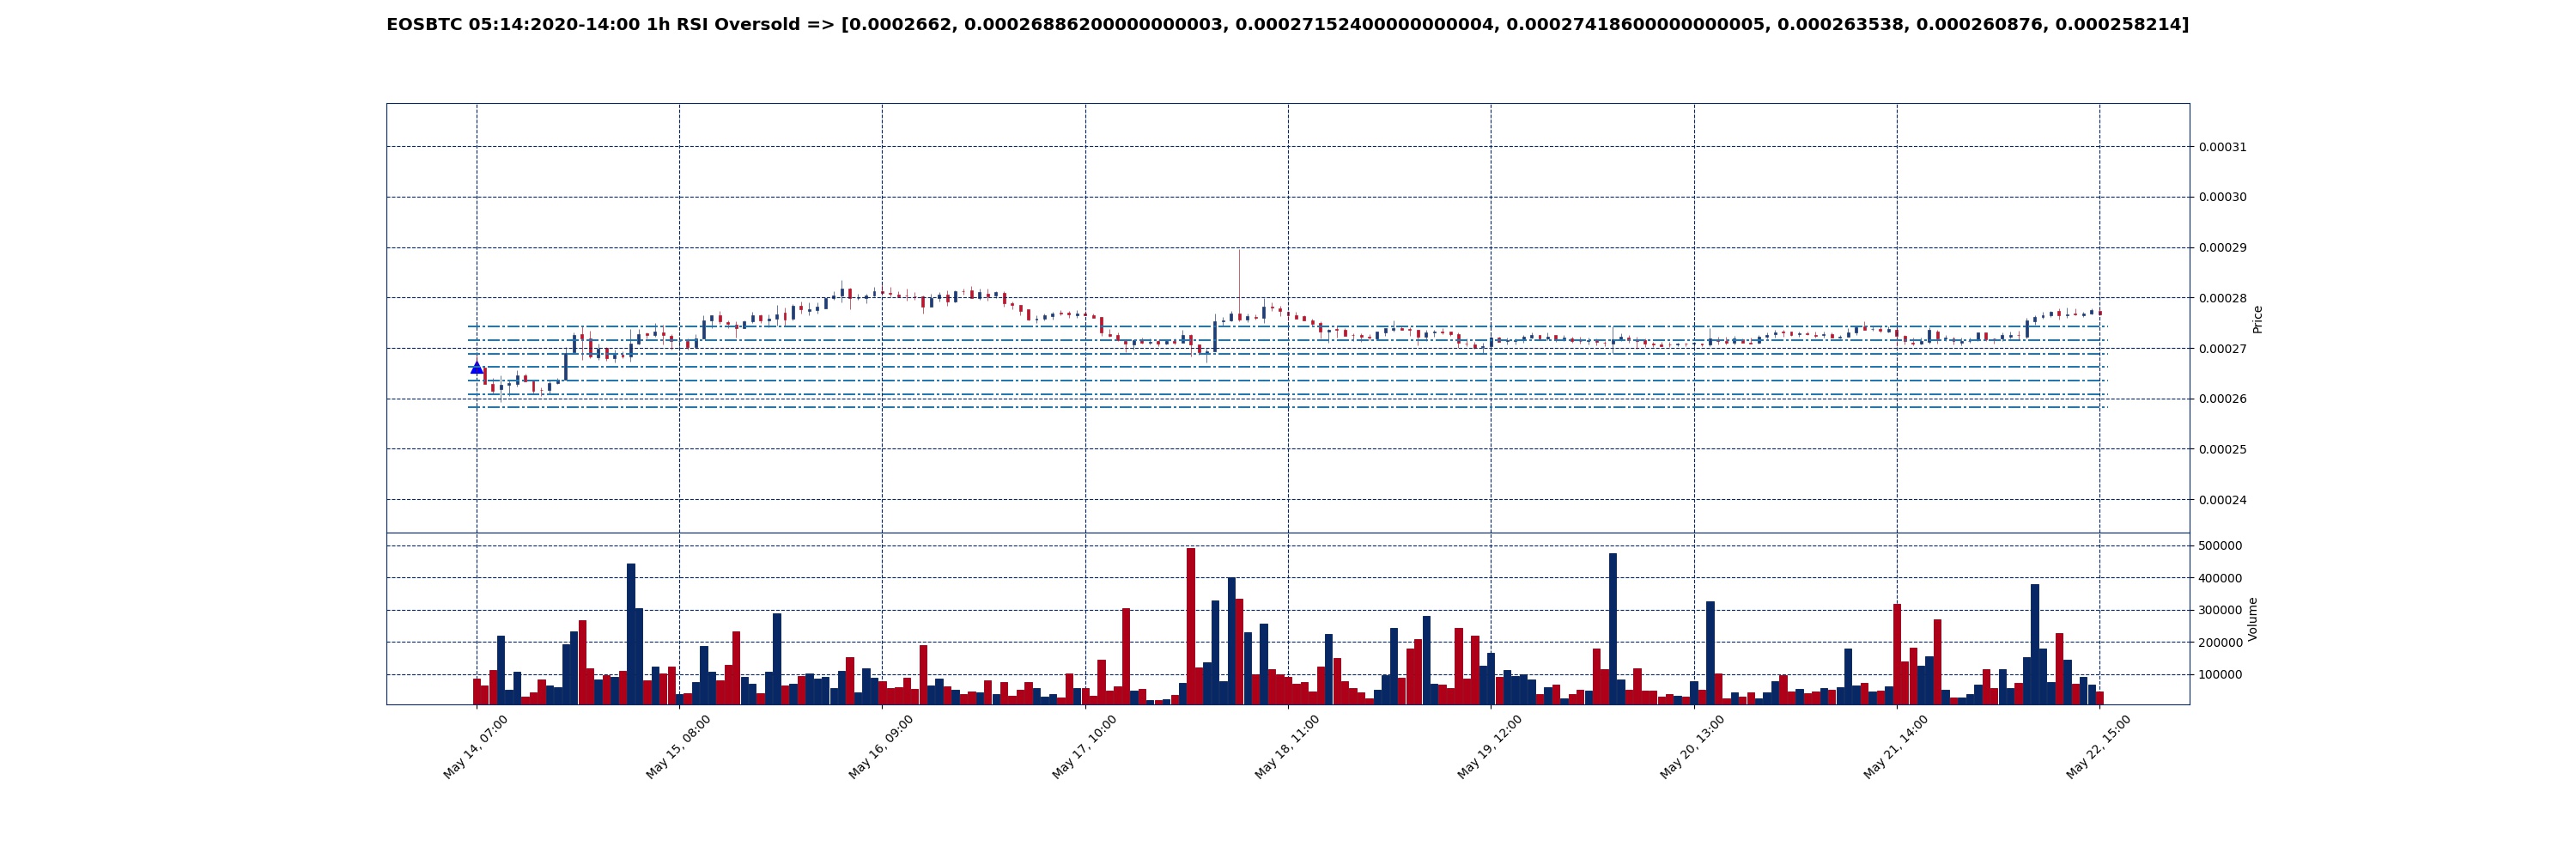 EOSBTC 05:14:2020-14:00 1h RSI Oversold => [0.0002662, 0.00026886200000000003, 0.00027152400000000004, 0.00027418600000000005, 0.000263538, 0.000260876, 0.000258214]
0.00031
0.00030
0.00029
0.00028
0.00027
0.00026
0.00025
0.00024
Price
500000
400000
300000
200000
100000
Volume
May 14, 07:00
May 15, 08:00
May 16, 09:00
May 17, 10:00
May 18, 11:00
May 19, 12:00
May 20, 13:00
May 21, 14:00
May 22, 15:00